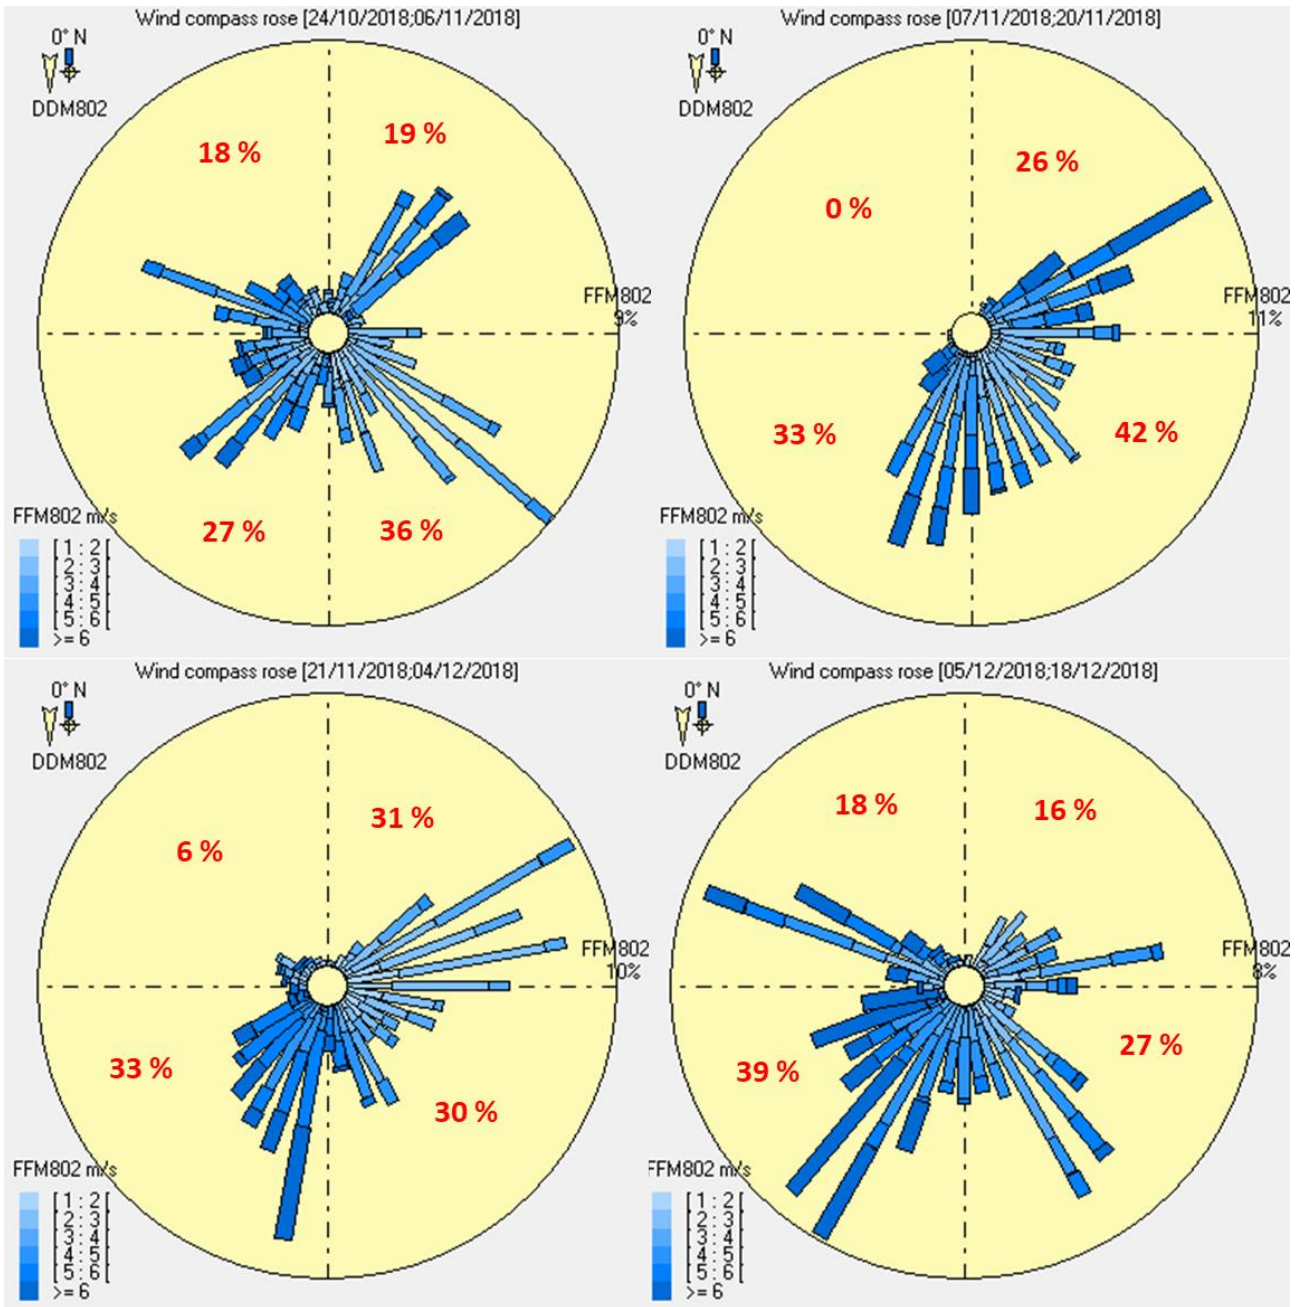 Wind compass rose [24/10/2018;06/11/2018]
0° N
DDM802
18 %
19 %
FFM802
9%
27 %
36 %
FFM802 m/s
[ 1 : 2 [
[ 2 : 3 [
[ 3 : 4 [
[ 4 : 5 [
[ 5 : 6 [
>= 6
Wind compass rose [07/11/2018;20/11/2018]
0° N
DDM802
0 %
26 %
FFM802
11%
33 %
42 %
FFM802 m/s
[ 1 : 2 [
[ 2 : 3 [
[ 3 : 4 [
[ 4 : 5 [
[ 5 : 6 [
>= 6
Wind compass rose [21/11/2018;04/12/2018]
0° N
DDM802
6 %
31 %
FFM802
10%
33 %
30 %
FFM802 m/s
[ 1 : 2 [
[ 2 : 3 [
[ 3 : 4 [
[ 4 : 5 [
[ 5 : 6 [
>= 6
Wind compass rose [05/12/2018;18/12/2018]
0° N
DDM802
18 %
16 %
FFM802
8%
39 %
27 %
FFM802 m/s
[ 1 : 2 [
[ 2 : 3 [
[ 3 : 4 [
[ 4 : 5 [
[ 5 : 6 [
>= 6